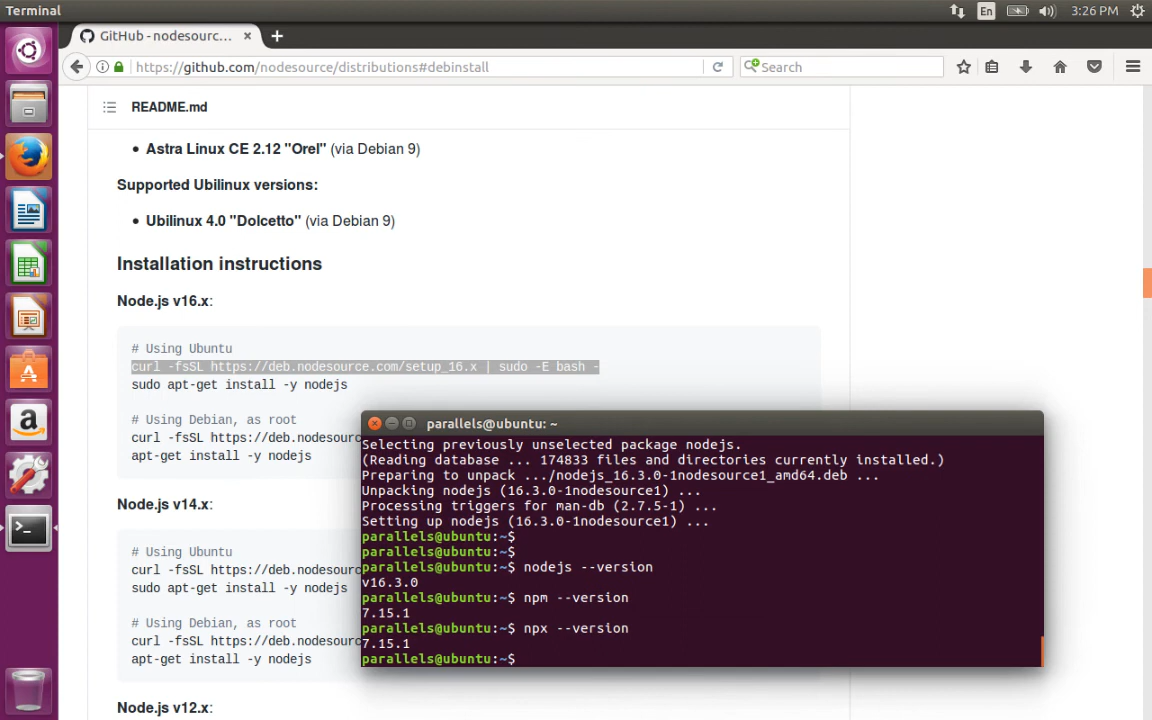 Terminal
En
3:26 PM
GitHub - nodesourc...
https://github.com/nodesource/distributions#debinstall
Search
README.md
Astra Linux CE 2.12 "Orel" (via Debian 9)
Supported Ubilinux versions:
Ubilinux 4.0 "Dolcetto" (via Debian 9)
Installation instructions
Node.js v16.x:
# Using Ubuntu
curl -fsSL https://deb.nodesource.com/setup_16.x | sudo -E bash -
sudo apt-get install -y nodejs
# Using Debian, as root
curl -fsSL https://deb.nodesourc
apt-get install -y nodejs
Node.js v14.x:
# Using Ubuntu
curl -fsSL https://deb.nodesourc
sudo apt-get install -y nodejs
# Using Debian, as root
curl -fsSL https://deb.nodesourc
apt-get install -y nodejs
Node.js v12.x:
parallels@ubuntu: ~
Selecting previously unselected package nodejs.
(Reading database ... 174833 files and directories currently installed.)
Preparing to unpack .../nodejs_16.3.0-1nodesource1_amd64.deb ...
Unpacking nodejs (16.3.0-1nodesource1) ...
Processing triggers for man-db (2.7.5-1) ...
Setting up nodejs (16.3.0-1nodesource1) ...
parallels@ubuntu:~$
parallels@ubuntu:~$
parallels@ubuntu:~$ nodejs --version
v16.3.0
parallels@ubuntu:~$ npm --version
7.15.1
parallels@ubuntu:~$ npx --version
7.15.1
parallels@ubuntu:~$